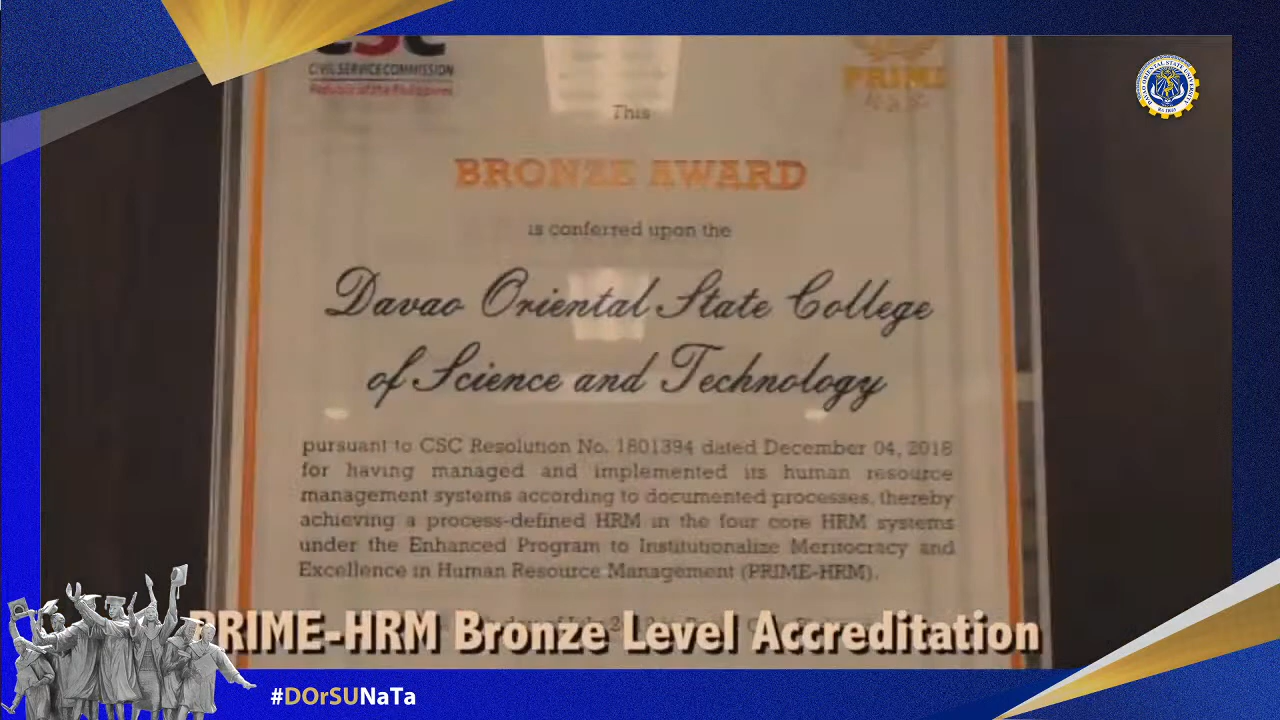 CSC
CIVIL SERVICE COMMISSION
Republic of the Philippines
PRIME
This
BRONZE AWARD
is conferred upon the
Davao Oriental State College
of Science and Technology
pursuant to CSC Resolution No. 1801394 dated December 04, 2018
for having managed and implemented its human resource
management systems according to documented processes, thereby
achieving a process-defined HRM in the four core HRM systems
under the Enhanced Program to Institutionalize Meritocracy and
Excellence in Human Resource Management (PRIME-HRM).
PRIME-HRM Bronze Level Accreditation
#DOrSUNaTa